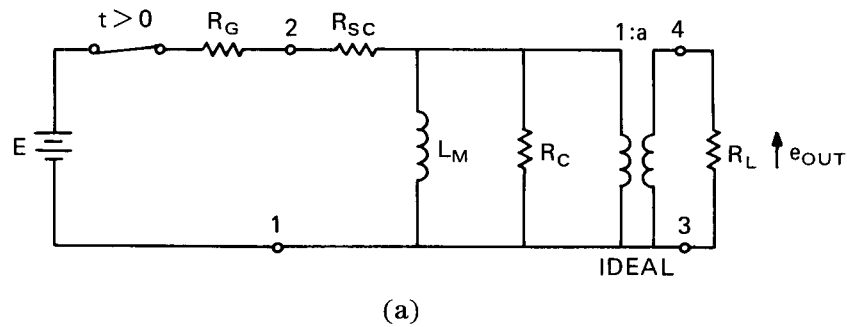 t > 0
R_G
2
R_SC
1:a
4
E
L_M
R_C
R_L
e_OUT
1
3
IDEAL
(a)